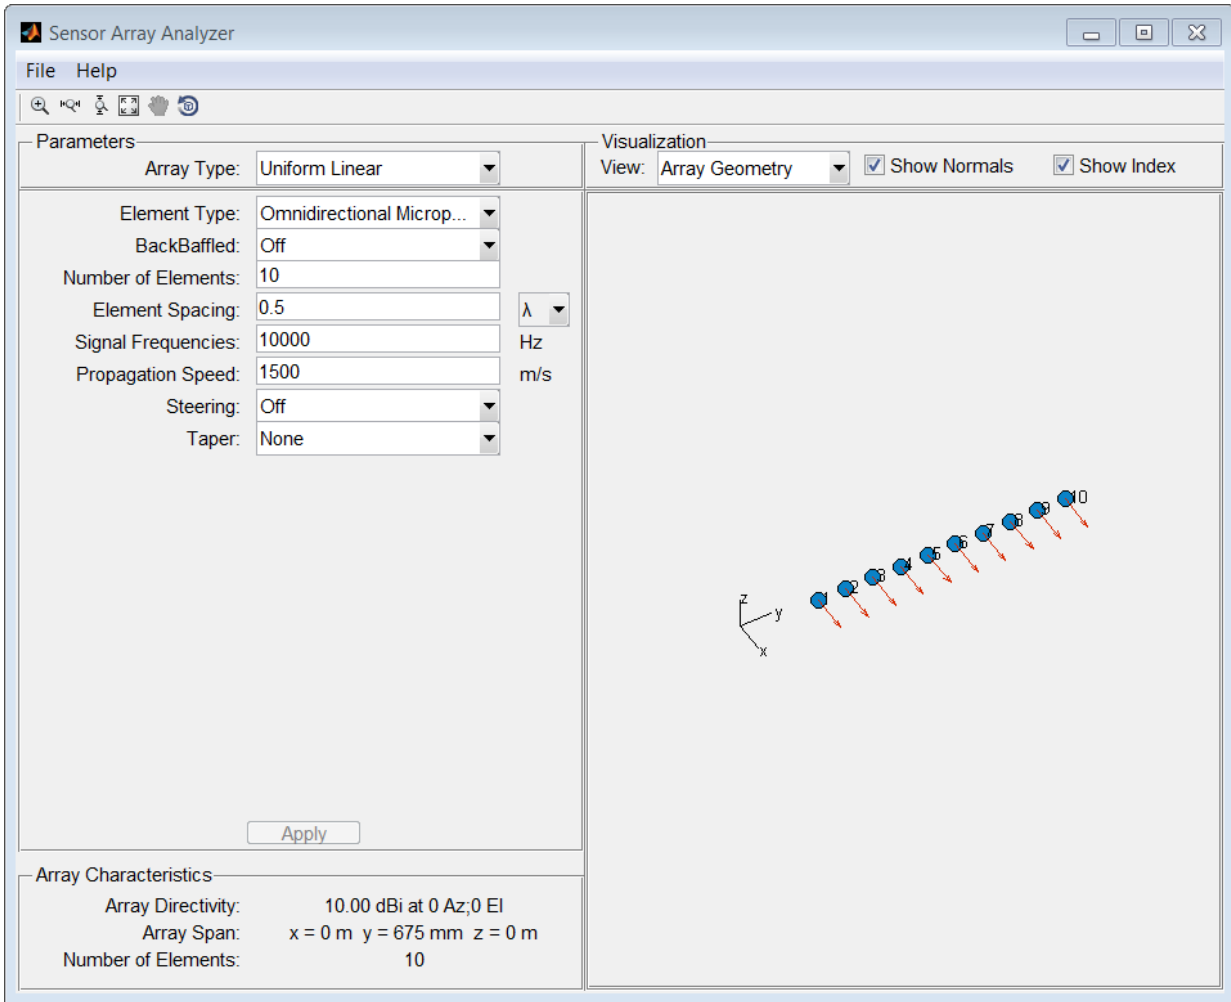 Sensor Array Analyzer
File Help
Parameters
Array Type: Uniform Linear
Element Type: Omnidirectional Microp...
BackBaffled: Off
Number of Elements: 10
Element Spacing: 0.5 λ
Signal Frequencies: 10000 Hz
Propagation Speed: 1500 m/s
Steering: Off
Taper: None
Apply
Array Characteristics
Array Directivity: 10.00 dBi at 0 Az;0 El
Array Span: x = 0 m y = 675 mm z = 0 m
Number of Elements: 10
Visualization
View: Array Geometry Show Normals Show Index
z
y
x
1
2
3
4
5
6
7
8
9
10